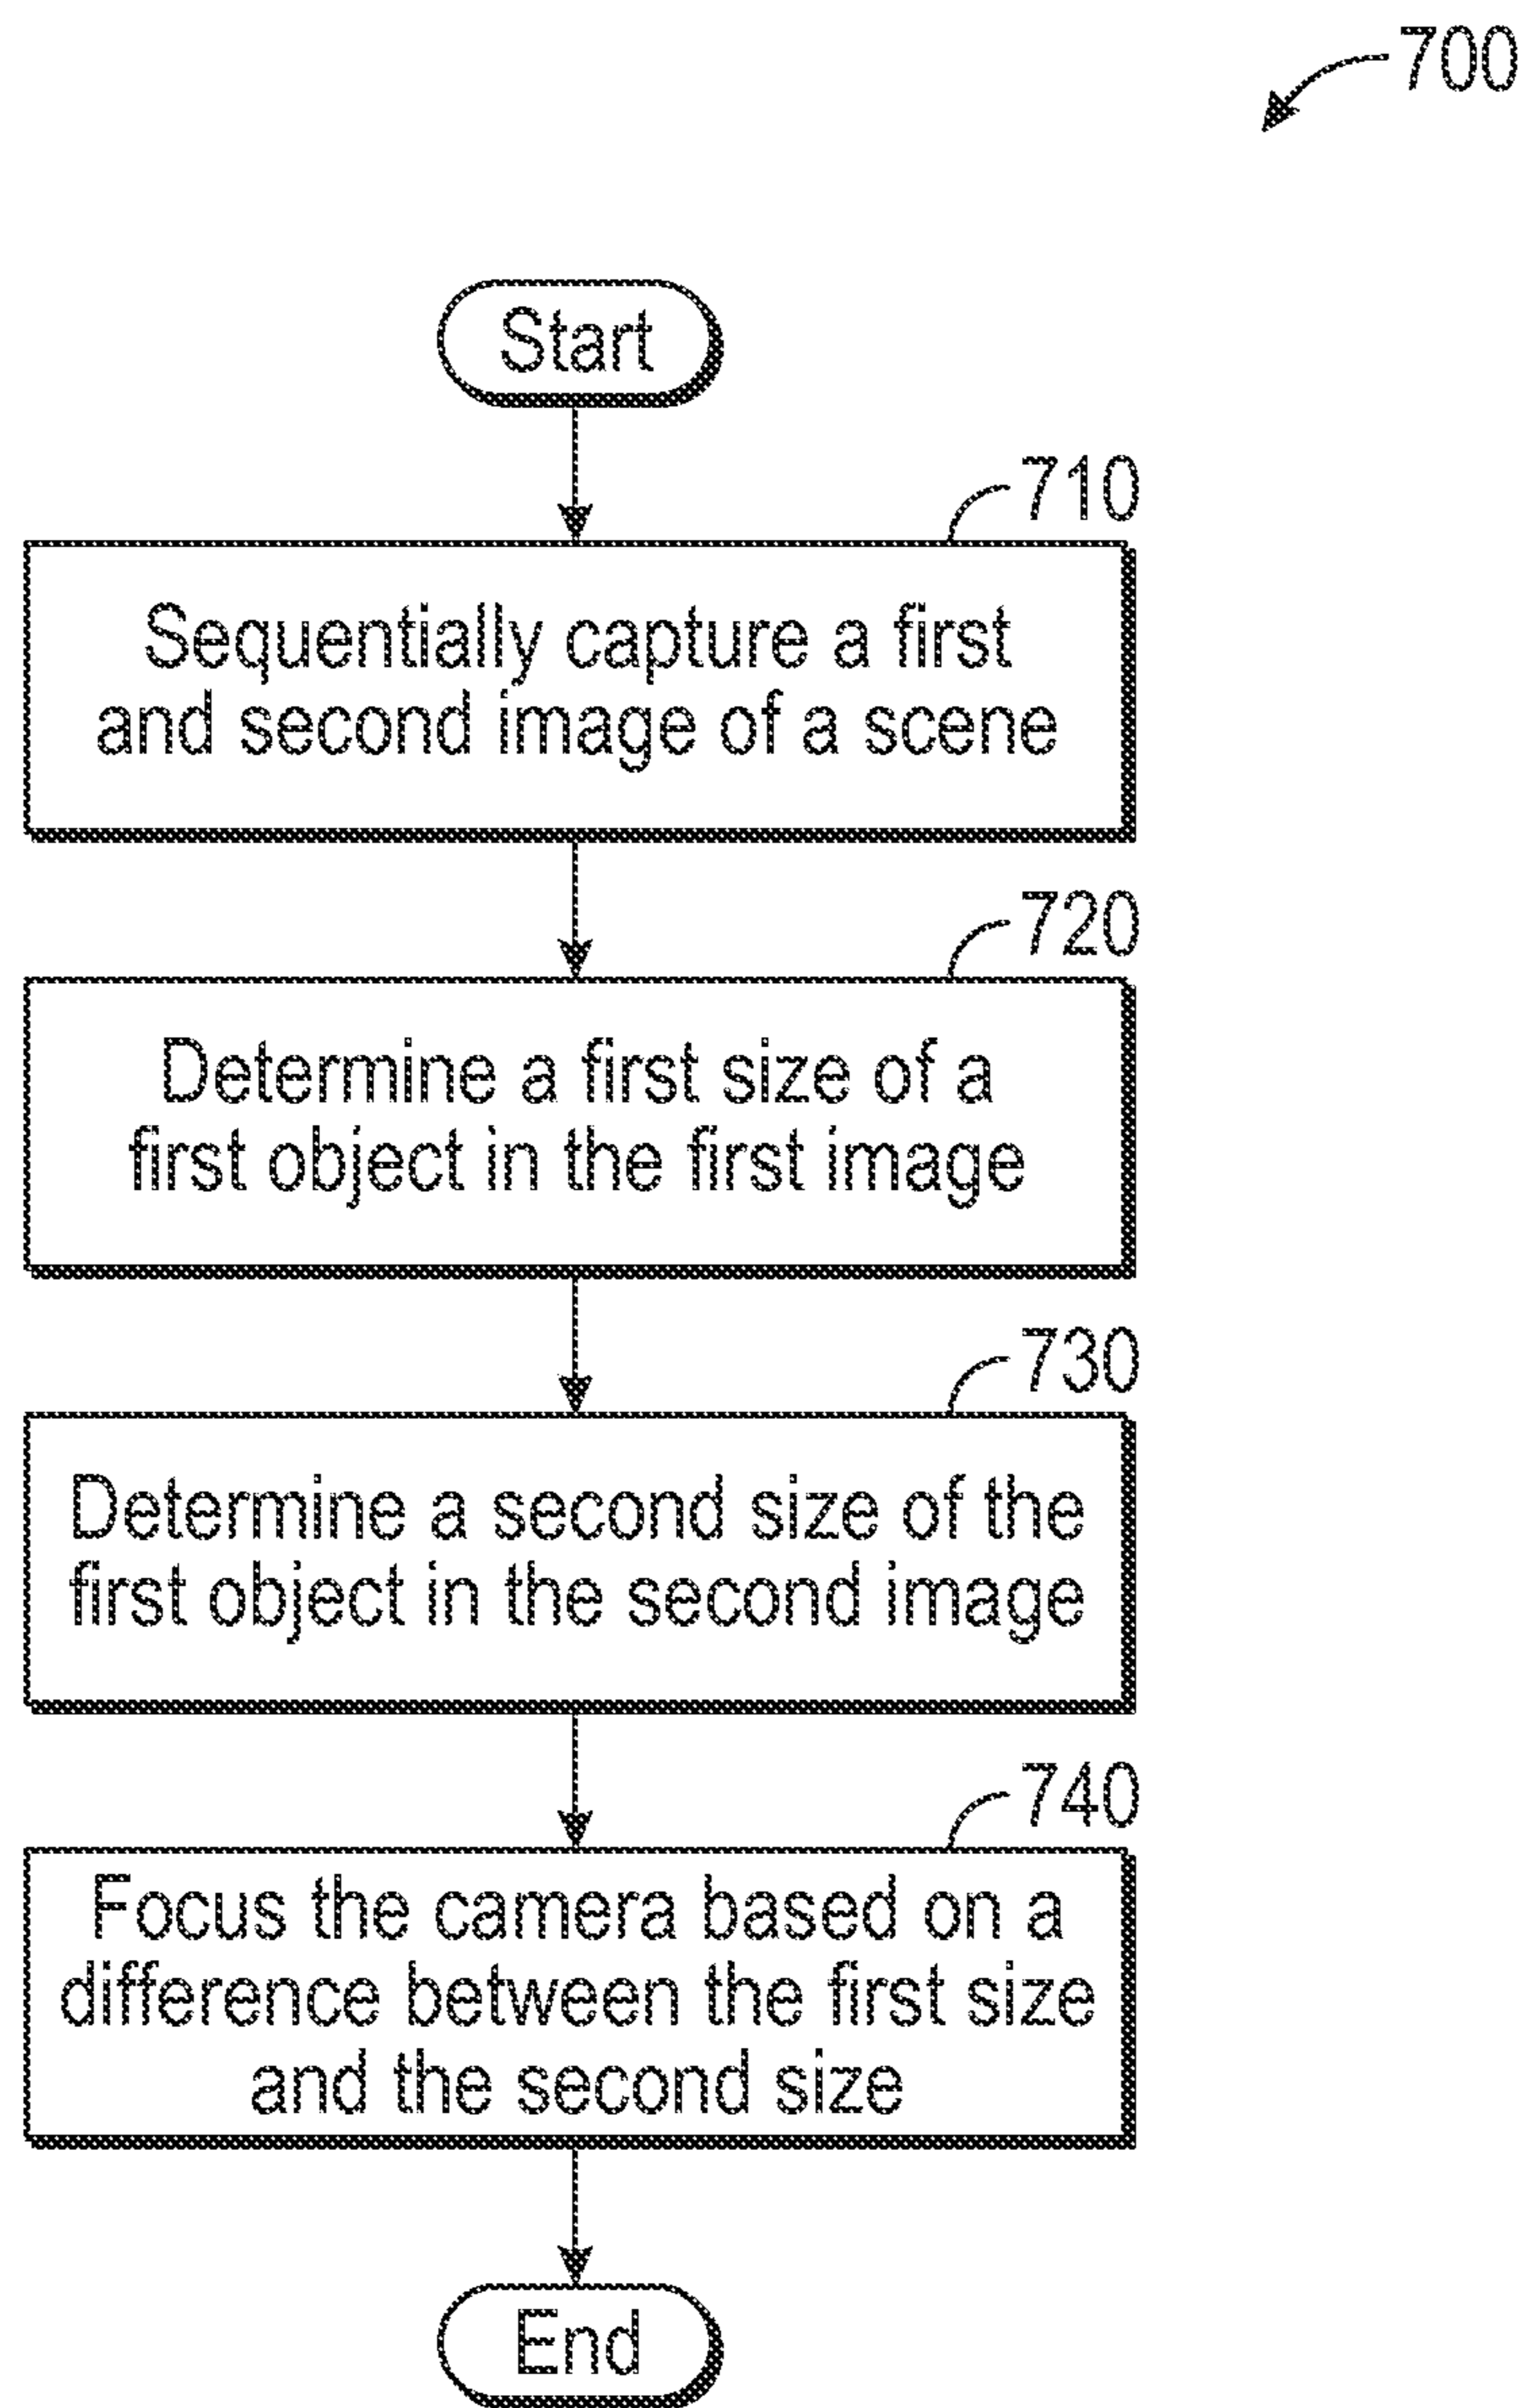 700
Start
710
Sequentially capture a first
and second image of a scene
720
Determine a first size of a
first object in the first image
730
Determine a second size of the
first object in the second image
740
Focus the camera based on a
difference between the first size
and the second size
End